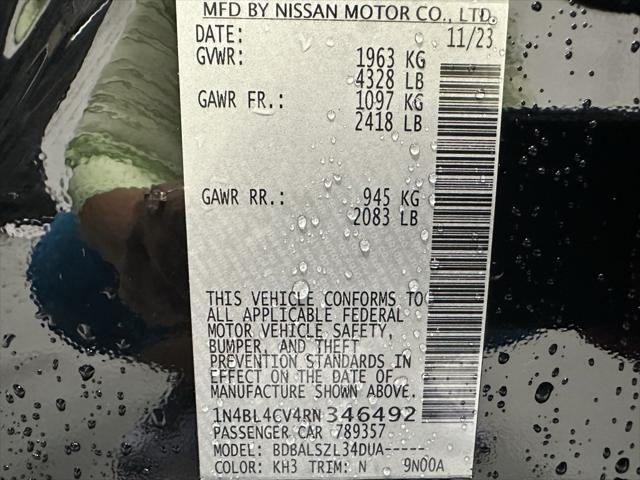 MFD BY NISSAN MOTOR CO., LTD.
DATE: 11/23
GVWR: 1963 KG
4328 LB
GAWR FR.: 1097 KG
2418 LB
GAWR RR.: 945 KG
2083 LB
THIS VEHICLE CONFORMS TO
ALL APPLICABLE FEDERAL
MOTOR VEHICLE SAFETY,
BUMPER, AND THEFT
PREVENTION STANDARDS IN
EFFECT ON THE DATE OF
MANUFACTURE SHOWN ABOVE.
1N4BL4CV4RN346492
PASSENGER CAR 789357
MODEL: BDBALSZL34DUA-----
COLOR: KH3 TRIM: N 9N00A